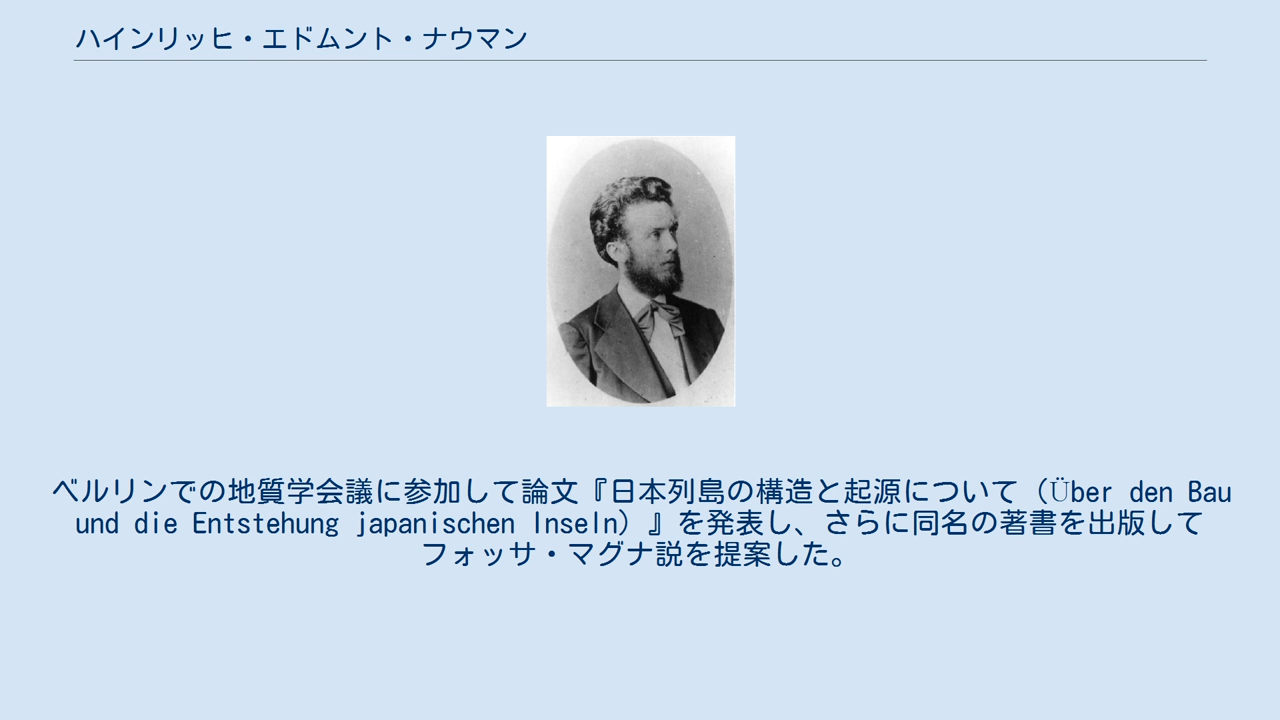 ハインリッヒ・エドムント・ナウマン
ベルリンでの地質学会議に参加して論文『日本列島の構造と起源について（Über den Bau
und die Entstehung japanischen Inseln）』を発表し、さらに同名の著書を出版して
フォッサ・マグナ説を提案した。